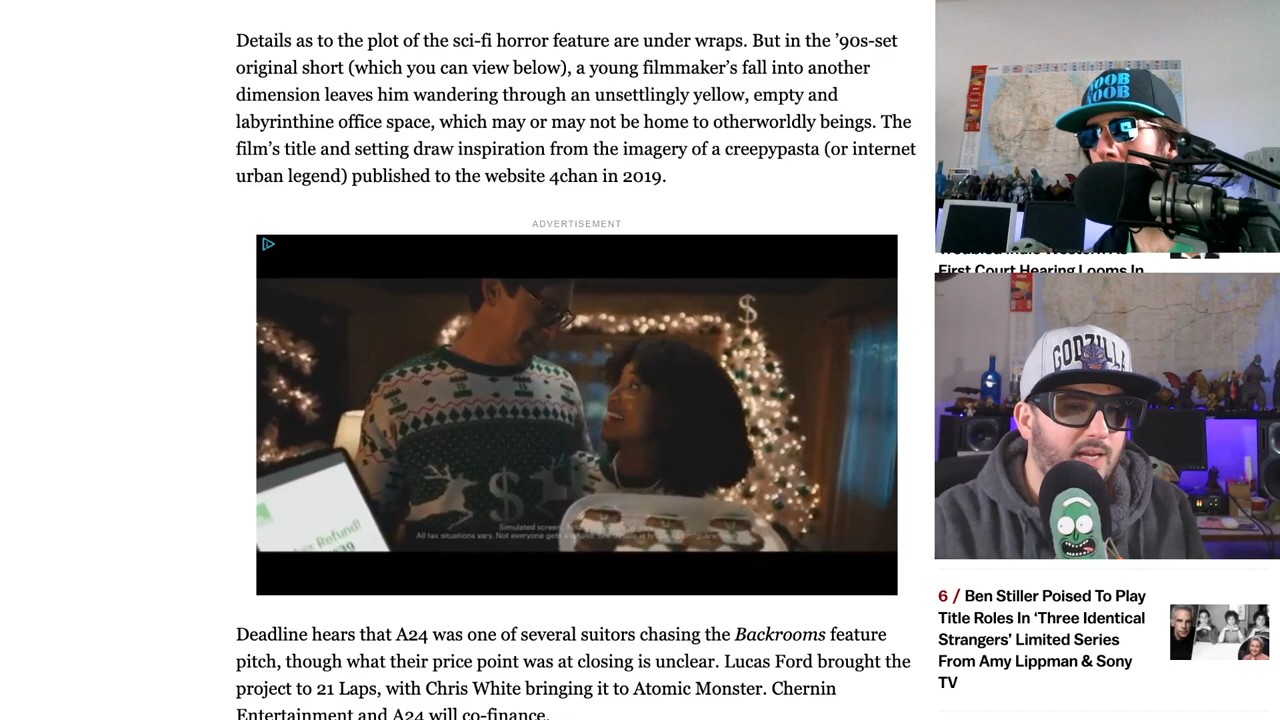 Details as to the plot of the sci-fi horror feature are under wraps. But in the ’90s-set
original short (which you can view below), a young filmmaker’s fall into another
dimension leaves him wandering through an unsettlingly yellow, empty and
labyrinthine office space, which may or may not be home to otherworldly beings. The
film’s title and setting draw inspiration from the imagery of a creepypasta (or internet
urban legend) published to the website 4chan in 2019.
ADVERTISEMENT
$
$
Refund!
Simulated screen
All tax situations vary. Not everyone gets a refund.
Deadline hears that A24 was one of several suitors chasing the Backrooms feature
pitch, though what their price point was at closing is unclear. Lucas Ford brought the
project to 21 Laps, with Chris White bringing it to Atomic Monster. Chernin
Entertainment and A24 will co-finance.
NOOB
NOOB
First Court Hearing Looms In
GODZILLA
6 / Ben Stiller Poised To Play
Title Roles In ‘Three Identical
Strangers’ Limited Series
From Amy Lippman & Sony
TV